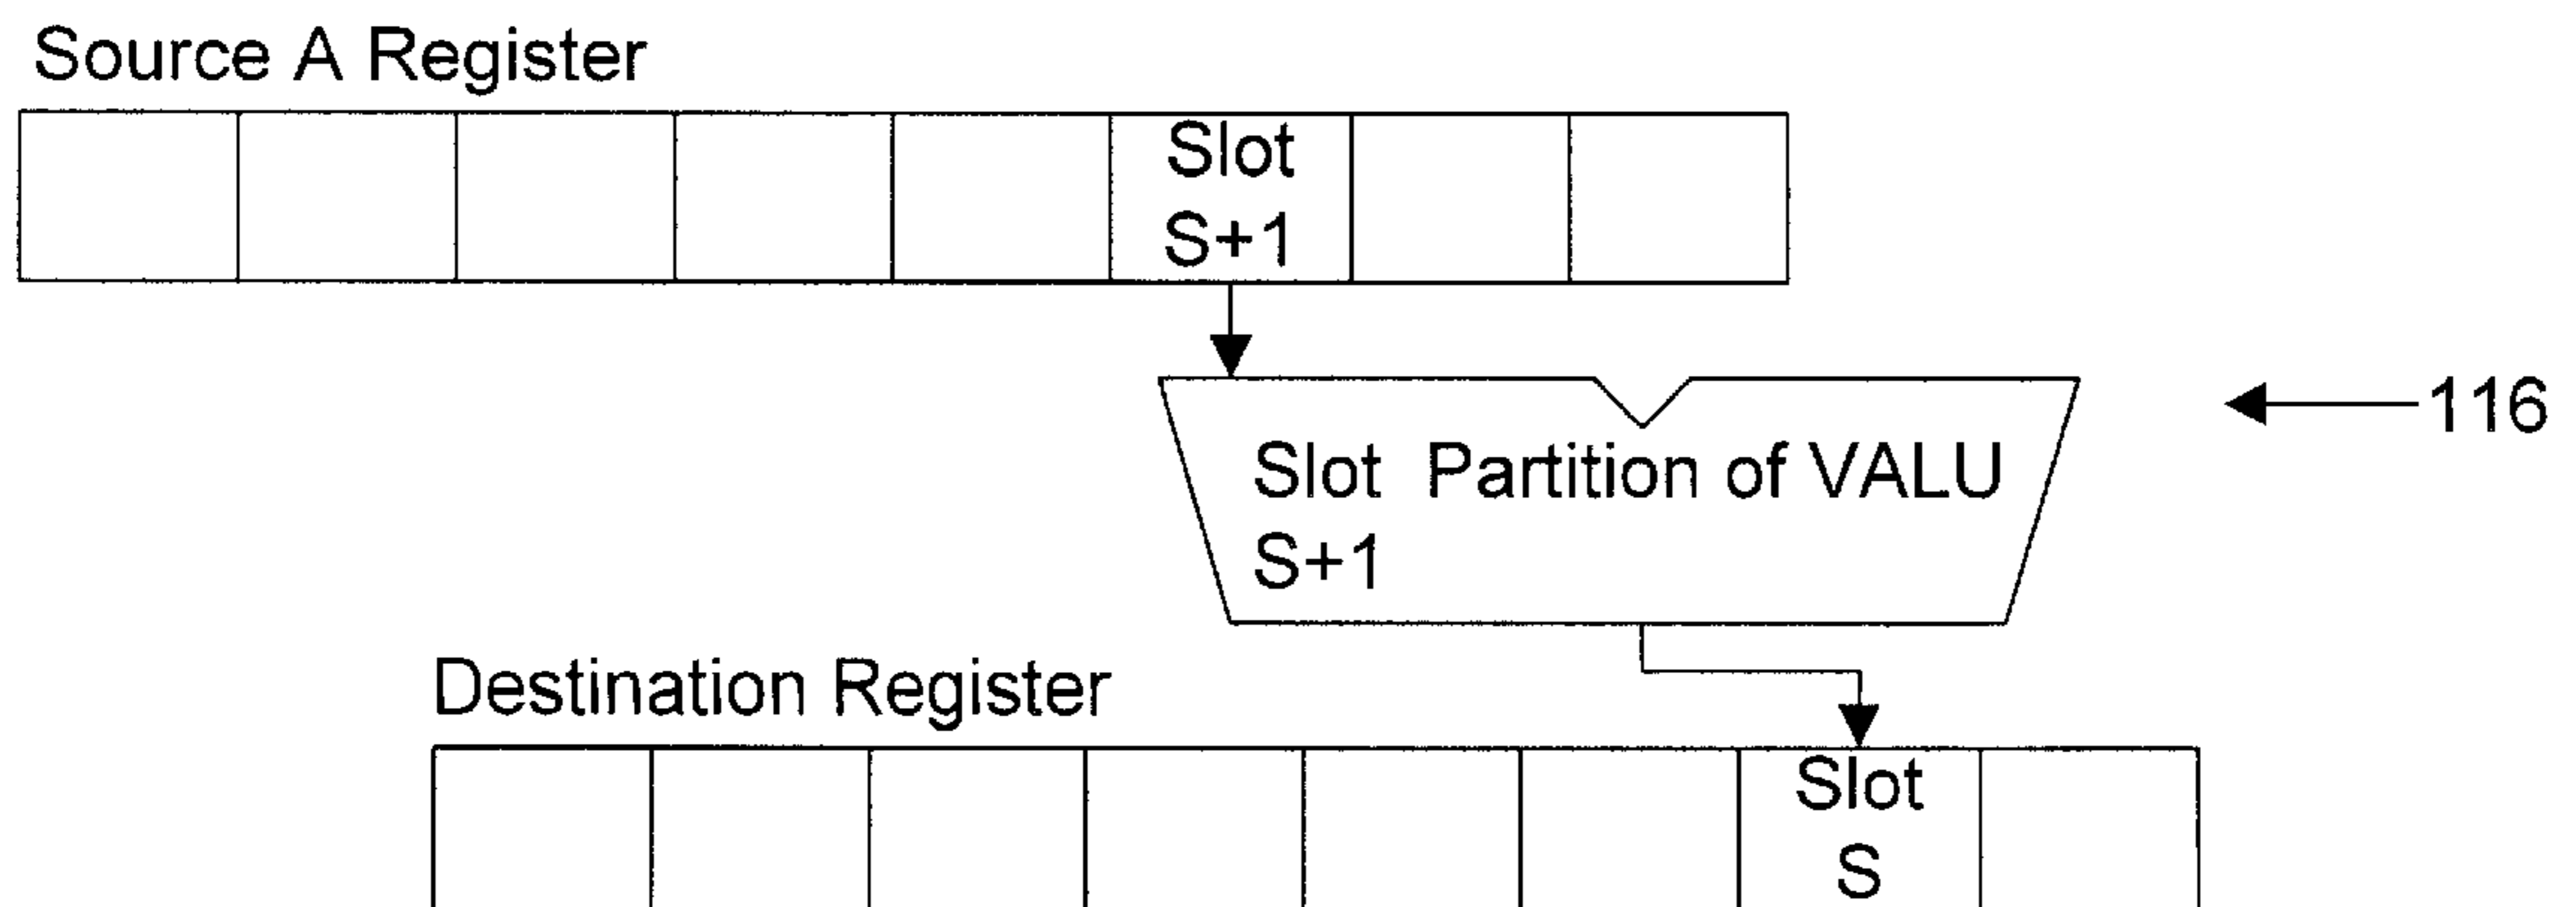 Source A Register
Slot
S+1
116
Slot Partition of VALU
S+1
Destination Register
Slot
S